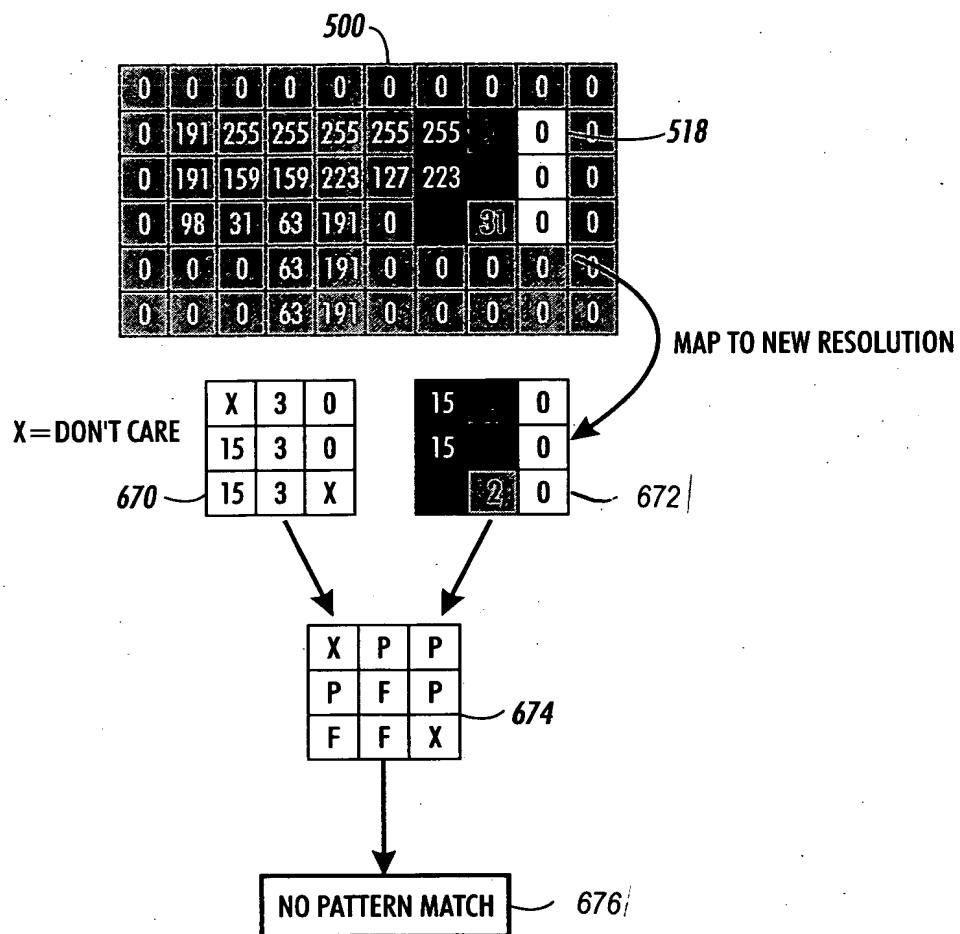 500
0 0 0 0 0 0 0 0 0 0
0 191 255 255 255 255 255 0 0 518
0 191 159 159 223 127 223 0 0
0 98 31 63 191 0 31 0 0
0 0 0 63 191 0 0 0 0 0
0 0 0 63 191 0 0 0 0 0
MAP TO NEW RESOLUTION
X=DON'T CARE
X 3 0
15 3 0
670 15 3 X
15 0
15 0
2 0 672
X P P
P F P
F F X
674
NO PATTERN MATCH 676